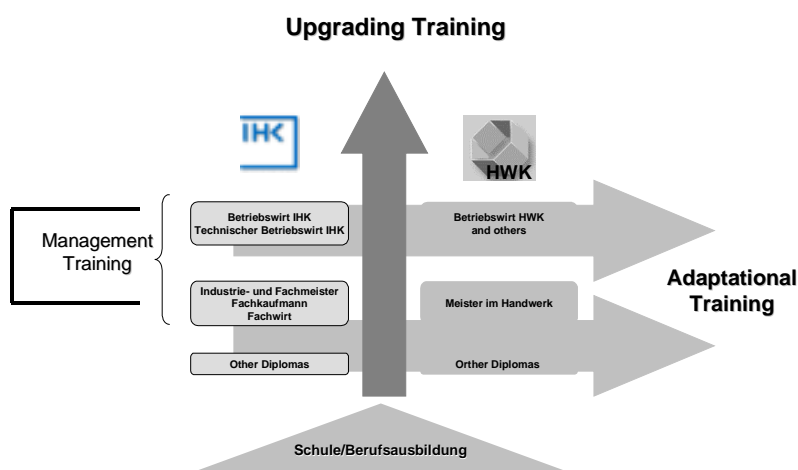 Upgrading Training
IHK
HWK
Betriebswirt IHK
Technischer Betriebswirt IHK
Betriebswirt HWK
and others
Management
Training
Industrie- und Fachmeister
Fachkaufmann
Fachwirt
Meister im Handwerk
Adaptational
Training
Other Diplomas
Orther Diplomas
Schule/Berufsausbildung